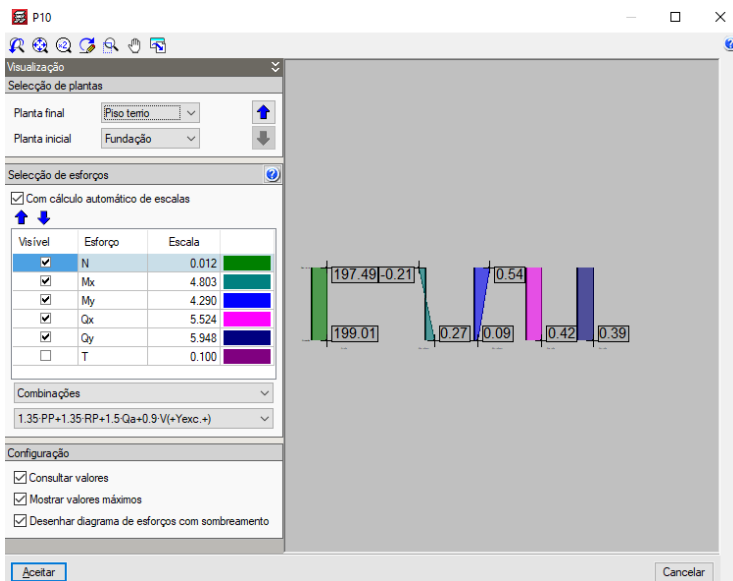 P10
Visualização
Selecção de plantas
Planta final Piso terrio
Planta inicial Fundação
Selecção de esforços
Com cálculo automático de escalas
Visível Esforço Escala
N 0.012
Mx 4.803
My 4.290
Qx 5.524
Qy 5.948
T 0.100
Combinações
1.35·PP+1.35·RP+1.5·Qa+0.9·V(+Yexc.+)
Configuração
Consultar valores
Mostrar valores máximos
Desenhar diagrama de esforços com sombreamento
Aceitar
197.49 -0.21 0.54
199.01 0.27 0.09 0.42 0.39
Cancelar